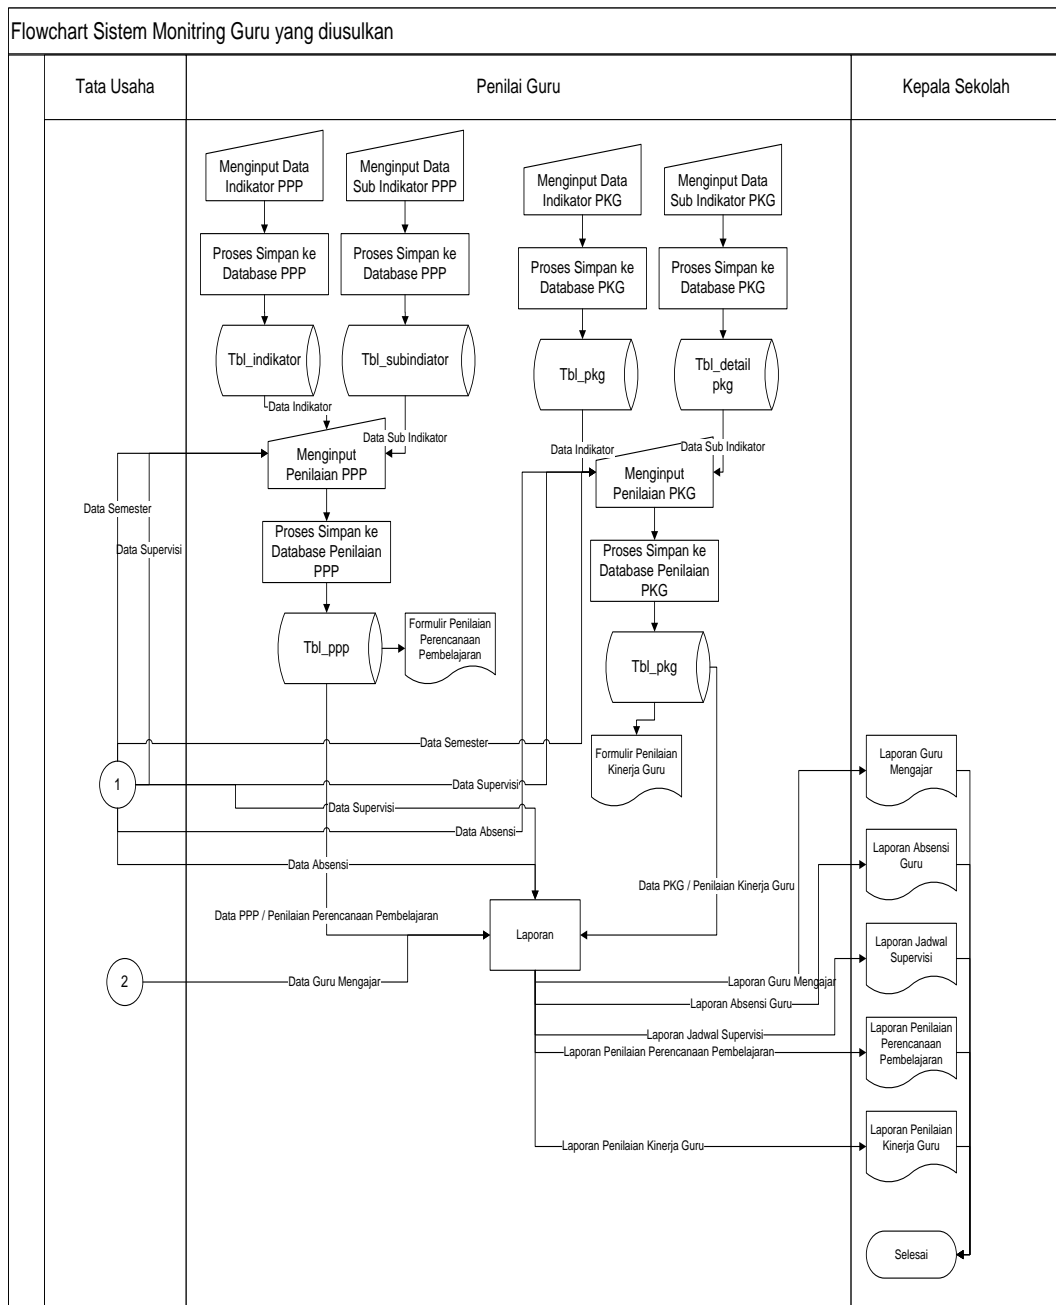 Flowchart Sistem Monitring Guru yang diusulkan
Tata Usaha
Penilai Guru
Kepala Sekolah
Menginput Data
Indikator PPP
Menginput Data
Sub Indikator PPP
Menginput Data
Indikator PKG
Menginput Data
Sub Indikator PKG
Proses Simpan ke
Database PPP
Proses Simpan ke
Database PPP
Proses Simpan ke
Database PKG
Proses Simpan ke
Database PKG
Tbl_indikator
Tbl_subindiator
Tbl_pkg
Tbl_detail
pkg
Data Indikator
Data Sub Indikator
Data Indikator
Data Sub Indikator
Menginput
Penilaian PPP
Menginput
Penilaian PKG
Data Semester
Data Supervisi
Proses Simpan ke
Database Penilaian
PPP
Proses Simpan ke
Database Penilaian
PKG
Tbl_ppp
Formulir Penilaian
Perencanaan
Pembelajaran
Tbl_pkg
Formulir Penilaian
Kinerja Guru
Data Semester
1
Data Supervisi
Data Supervisi
Data Absensi
Data Absensi
Laporan Guru
Mengajar
Laporan Absensi
Guru
Data PKG / Penilaian Kinerja Guru
Data PPP / Penilaian Perencanaan Pembelajaran
Laporan
Laporan Jadwal
Supervisi
2
Data Guru Mengajar
Laporan Guru Mengajar
Laporan Absensi Guru
Laporan Jadwal Supervisi
Laporan Penilaian Perencanaan Pembelajaran
Laporan Penilaian
Perencanaan
Pembelajaran
Laporan Penilaian Kinerja Guru
Laporan Penilaian
Kinerja Guru
Selesai